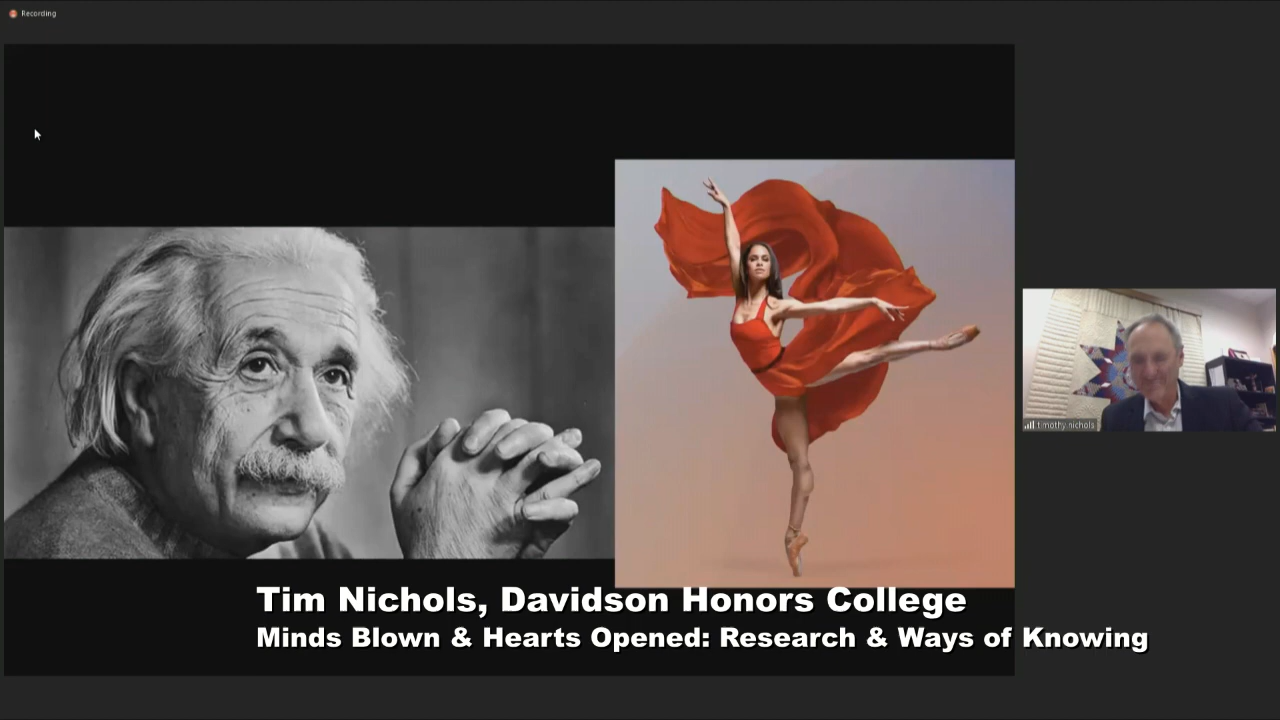 Recording
timothy.nichols
Tim Nichols, Davidson Honors College
Minds Blown & Hearts Opened: Research & Ways of Knowing